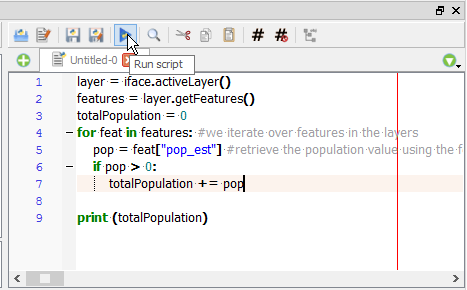 Untitled-0
Run script
1 layer = iface.activeLayer()
2 features = layer.getFeatures()
3 totalPopulation = 0
4 for feat in features: #we iterate over features in the layers
5 pop = feat["pop_est"] #retrieve the population value using the f
6 if pop > 0:
7 totalPopulation += pop
8
9 print (totalPopulation)